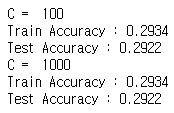 C =  100
Train Accuracy : 0.2934
Test Accuracy : 0.2922
C =  1000
Train Accuracy : 0.2934
Test Accuracy : 0.2922